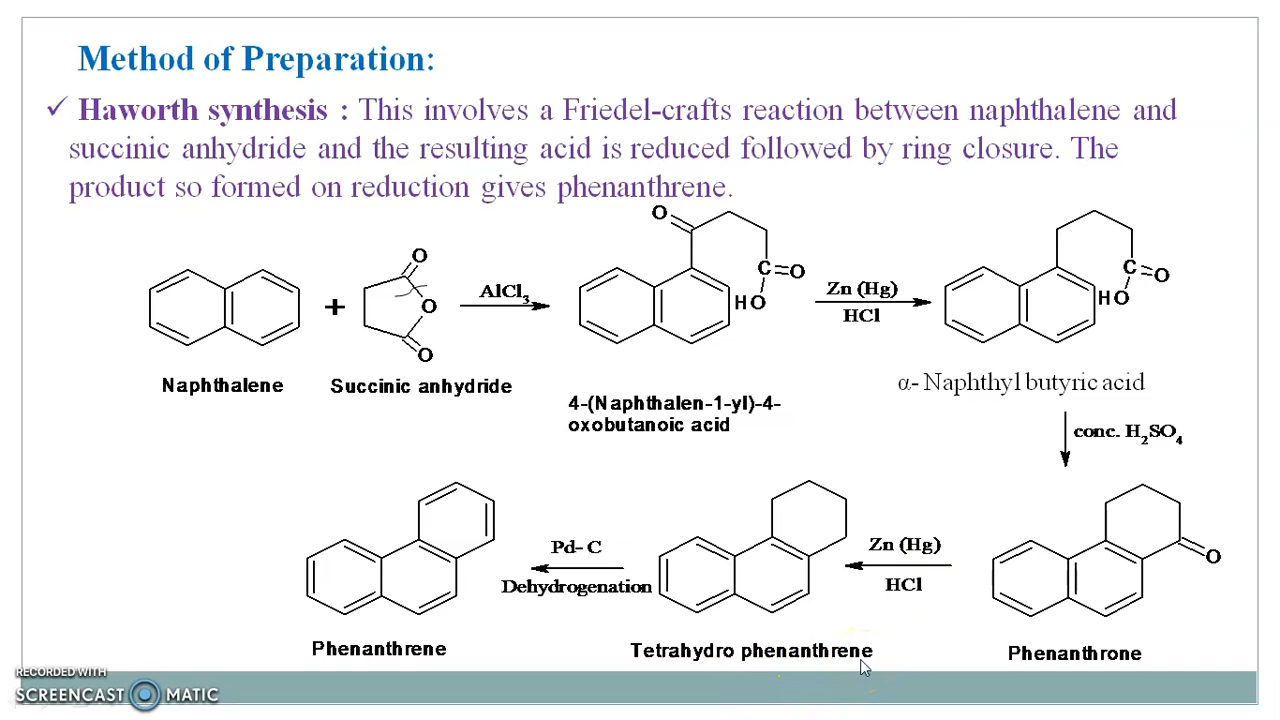 Method of Preparation:
✓ Haworth synthesis : This involves a Friedel-crafts reaction between naphthalene and
succinic anhydride and the resulting acid is reduced followed by ring closure. The
product so formed on reduction gives phenanthrene.
+
O
O
O
AlCl3
O
C=O
HO
Zn (Hg)
HCl
C=O
HO
Naphthalene
Succinic anhydride
4-(Naphthalen-1-yl)-4-
oxobutanoic acid
α- Naphthyl butyric acid
conc. H2SO4
Pd- C
Dehydrogenation
Zn (Hg)
HCl
O
Phenanthrene
Tetrahydro phenanthrene
Phenanthrone
RECORDED WITH
SCREENCAST MATIC